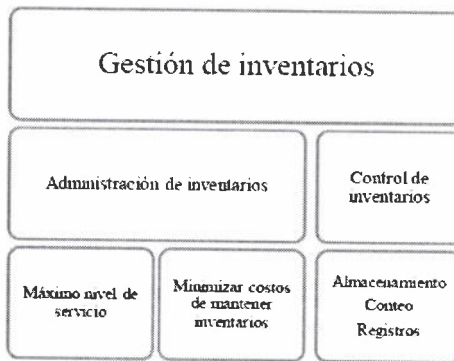 Gestión de inventarios
Administración de inventarios
Control de
inventarios
Máximo nivel de
servicio
Minimizar costos
de mantener
inventarios
Almacenamiento
Conteo
Registros